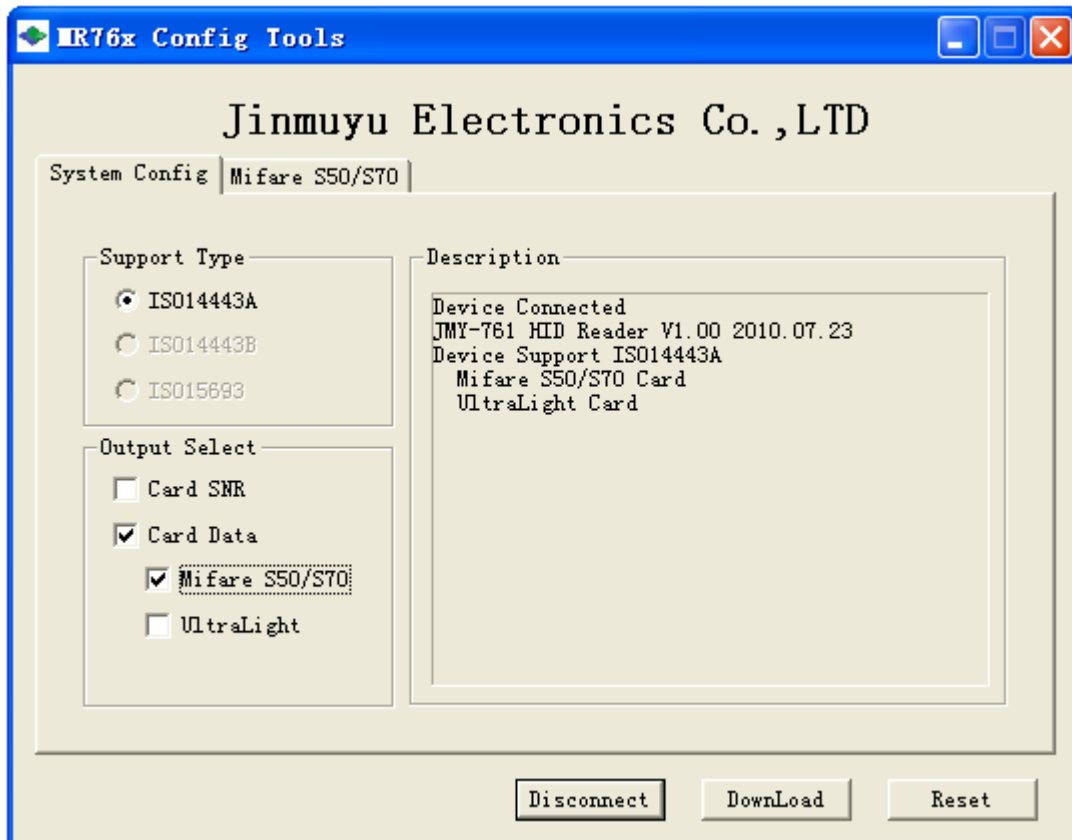 MR76x Config Tools
Jinmuyu Electronics Co.,LTD
System Config
Mifare S50/S70
Support Type
ISO14443A
ISO14443B
ISO15693
Output Select
Card SNR
Card Data
Mifare S50/S70
UltraLight
Description
Device Connected
JMY-761 HID Reader V1.00 2010.07.23
Device Support ISO14443A
Mifare S50/S70 Card
UltraLight Card
Disconnect
DownLoad
Reset